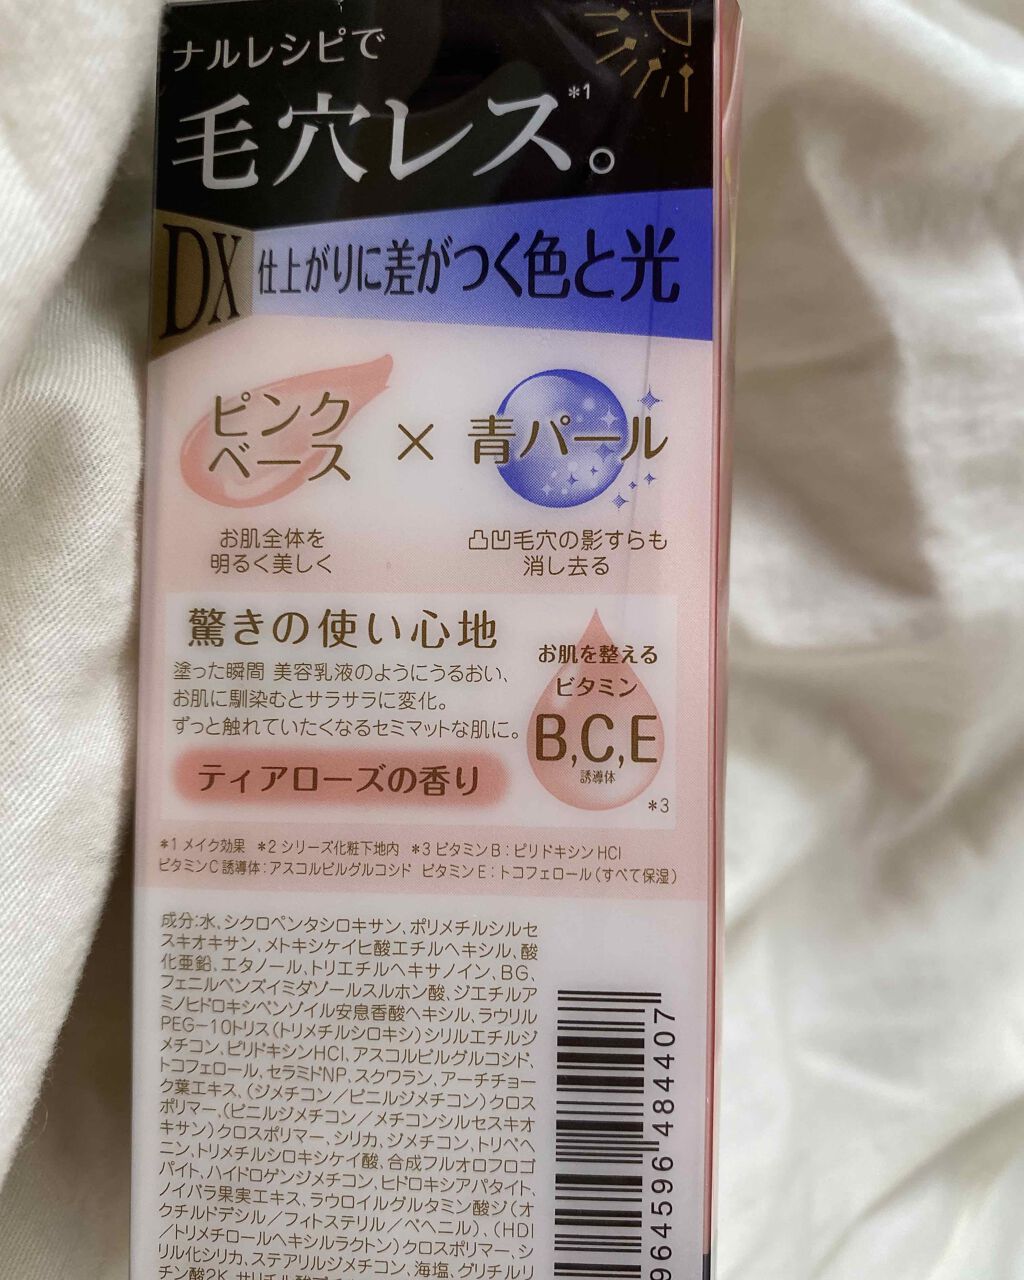 ナルレシピで
毛穴レス。*1
DX 仕上がりに差がつく色と光
ピンク
ベース
×
青パール
お肌全体を
明るく美しく
凸凹毛穴の影すらも
消し去る
驚きの使い心地
塗った瞬間 美容乳液のようにうるおい、
お肌に馴染むとサラサラに変化。
ずっと触れていたくなるセミマットな肌に。
ティアローズの香り
お肌を整える
ビタミン
B,C,E
誘導体
*3
*1 メイク効果 *2 シリーズ化粧下地内 *3 ビタミンB：ピリドキシンHCl
ビタミンC誘導体：アスコルビルグルコシド ビタミンE：トコフェロール（すべて保湿）
成分:水、シクロペンタシロキサン、ポリメチルシルセ
スキオキサン、メトキシケイヒ酸エチルヘキシル、酸
化亜鉛、エタノール、トリエチルヘキサノイン、BG、
フェニルベンズイミダゾールスルホン酸、ジエチルア
ミノヒドロキシベンゾイル安息香酸ヘキシル、ラウリル
PEG-10トリス（トリメチルシロキシ）シリルエチルジ
メチコン、ピリドキシンHCl、アスコルビルグルコシド、
トコフェロール、セラミドNP、スクワラン、アーチチョー
ク葉エキス、（ジメチコン／ビニルジメチコン）クロス
ポリマー、（ビニルジメチコン／メチコンシルセスキオ
キサン）クロスポリマー、シリカ、ジメチコン、トリベヘ
ニン、トリメチルシロキシケイ酸、合成フルオロフロゴ
パイト、ハイドロゲンジメチコン、ヒドロキシアパタイト、
ノイバラ果実エキス、ラウロイルグルタミン酸ジ（オ
クチルドデシル／フィトステリル／ベヘニル）、（HDI
／トリメチロールヘキシルラクトン）クロスポリマー、シ
リル化シリカ、ステアリルジメチコン、海塩、グリチルリ
チン酸2K、サリチル酸
964596 484407